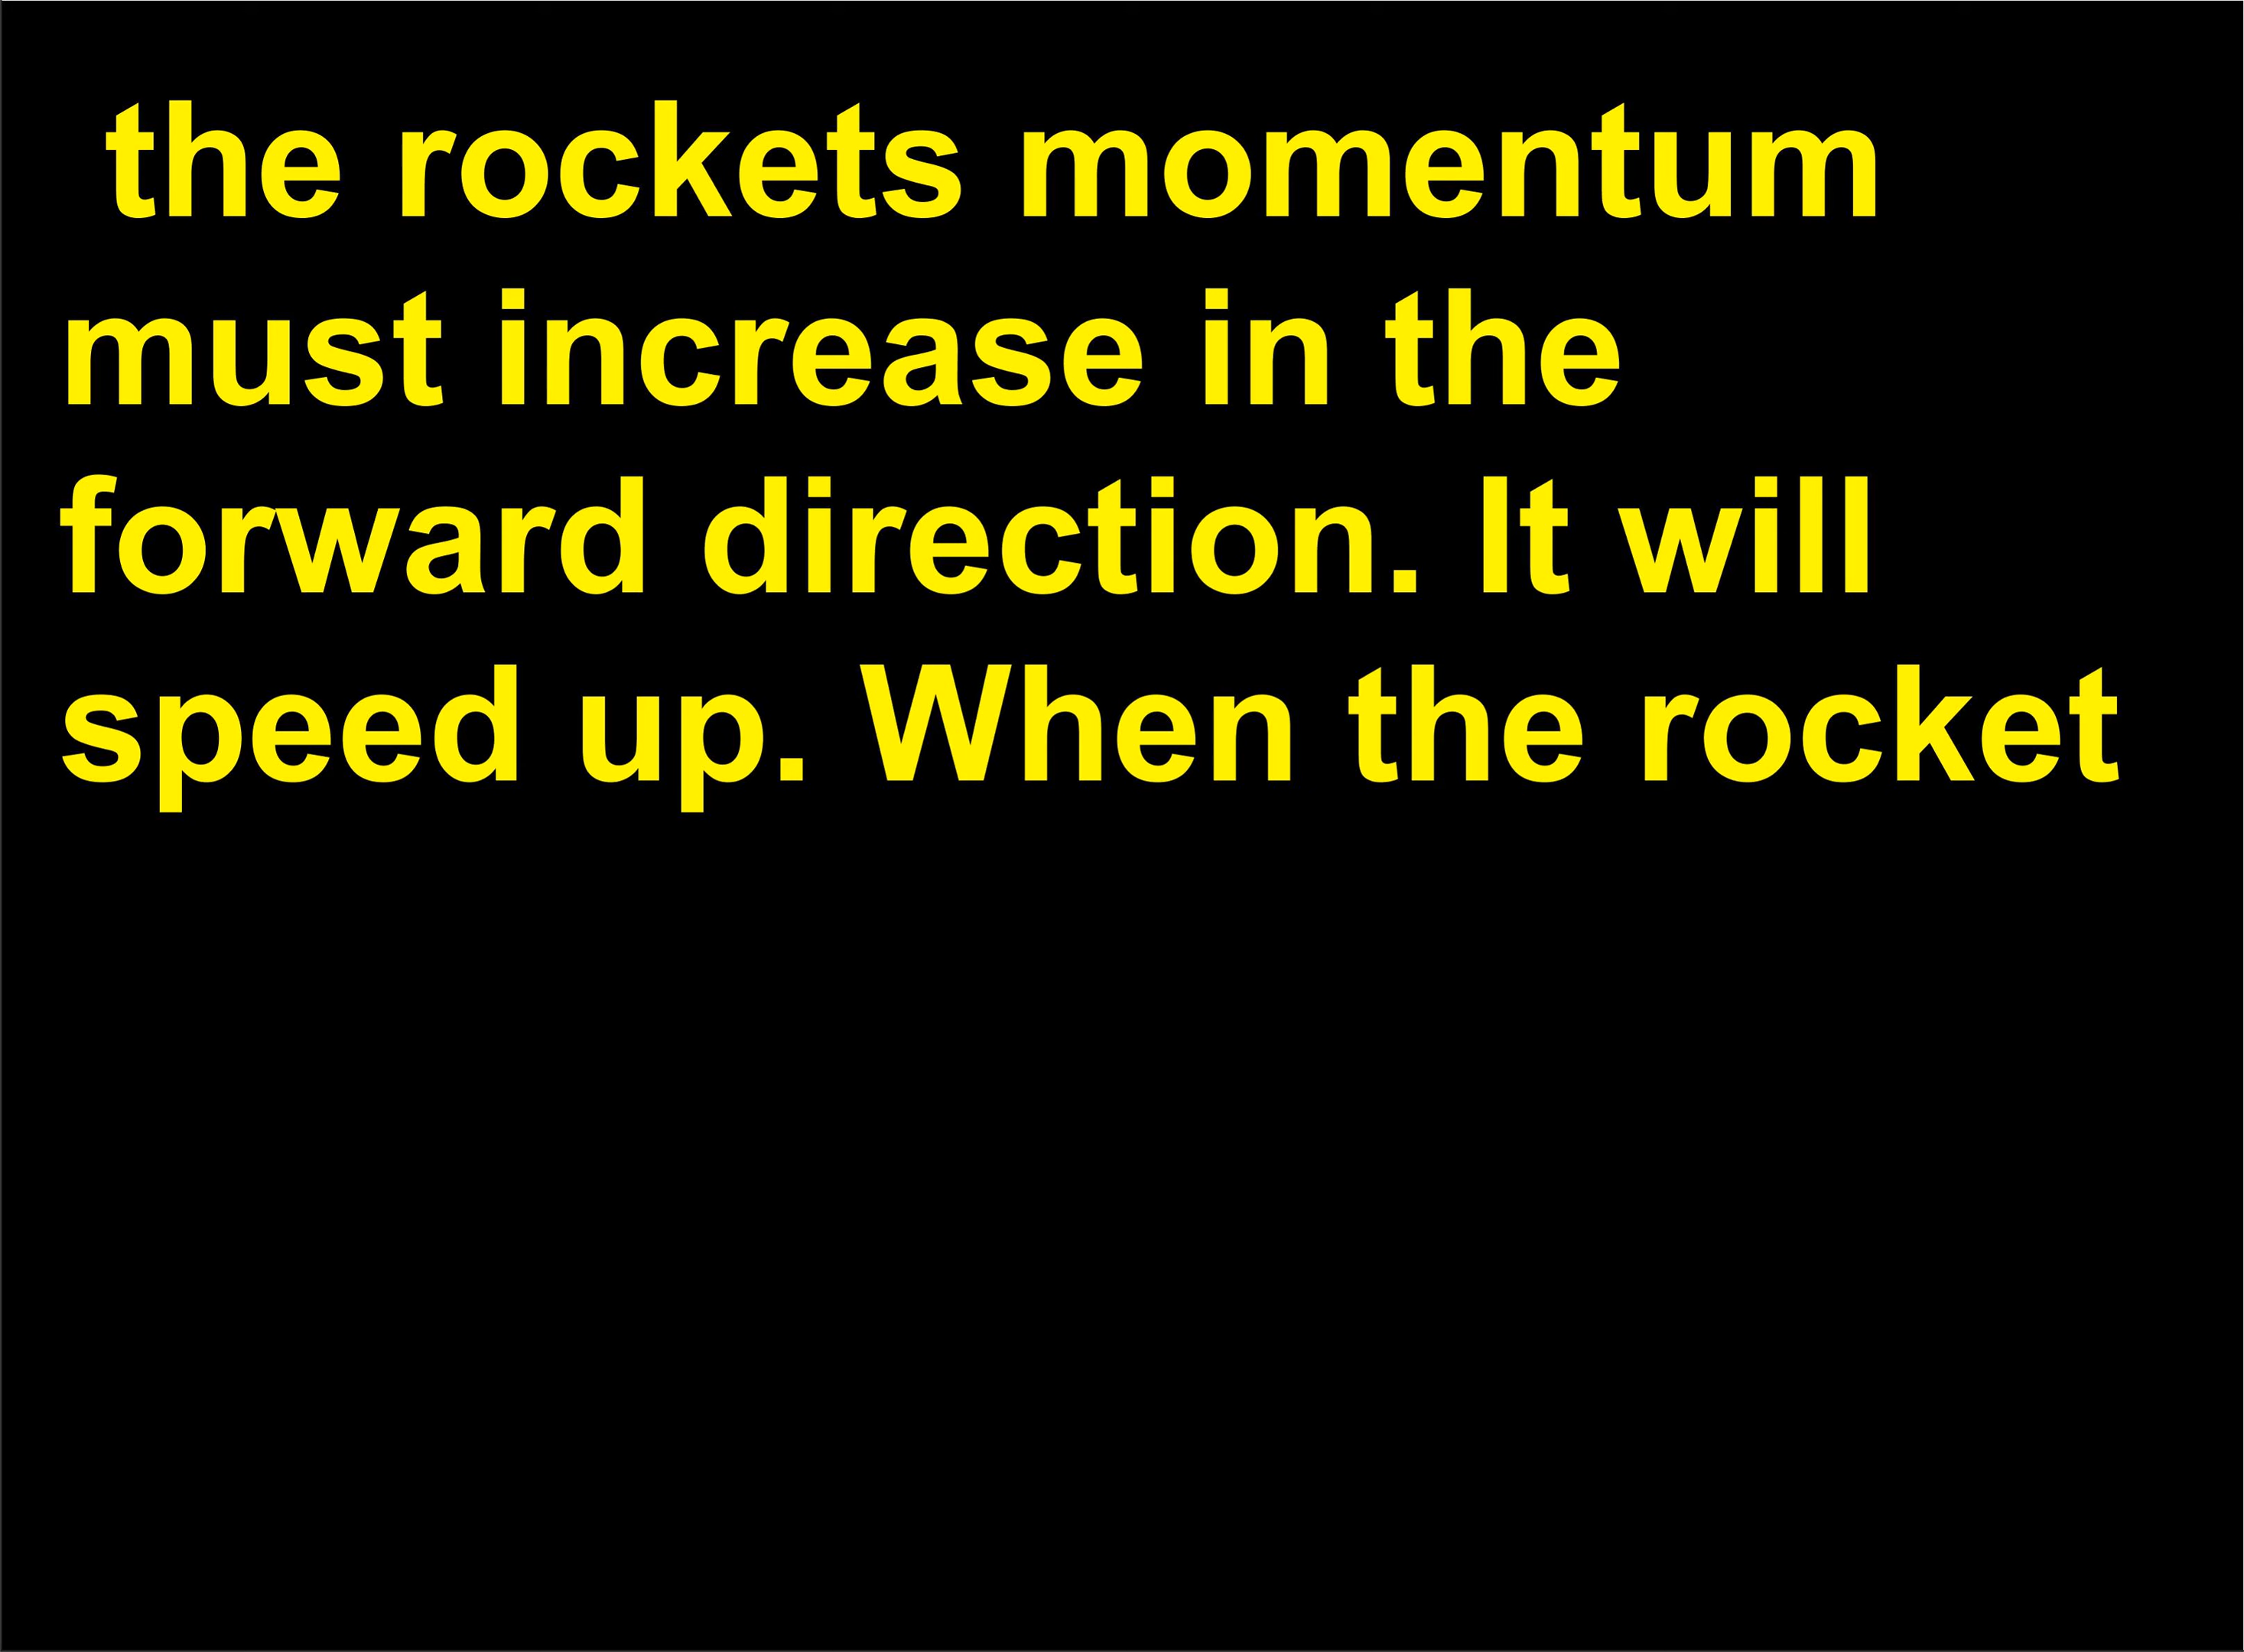 the rockets momentum
must increase in the
forward direction. It will
speed up. When the rocket